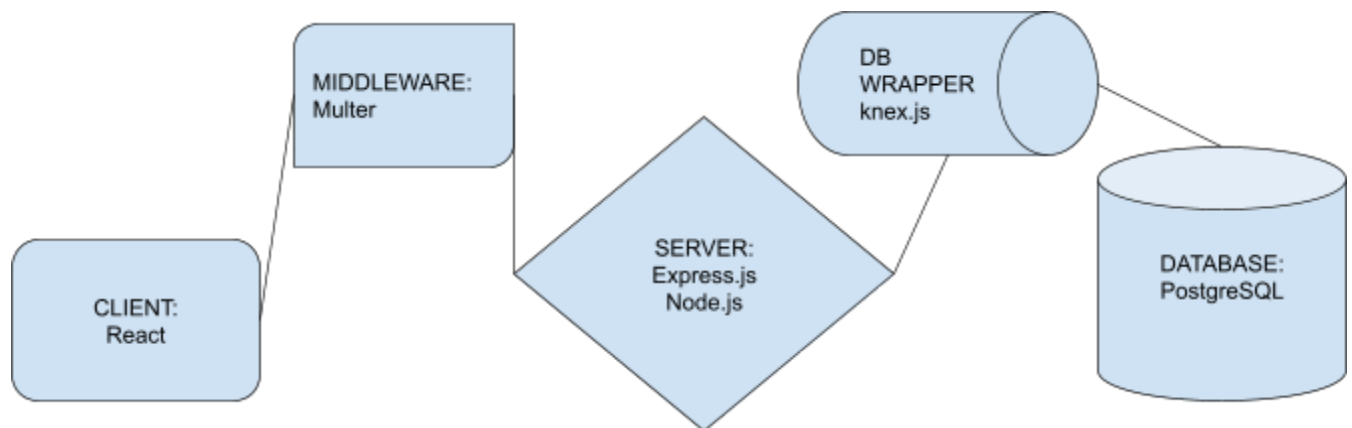 CLIENT:
React
MIDDLEWARE:
Multer
SERVER:
Express.js
Node.js
DB
WRAPPER
knex.js
DATABASE:
PostgreSQL